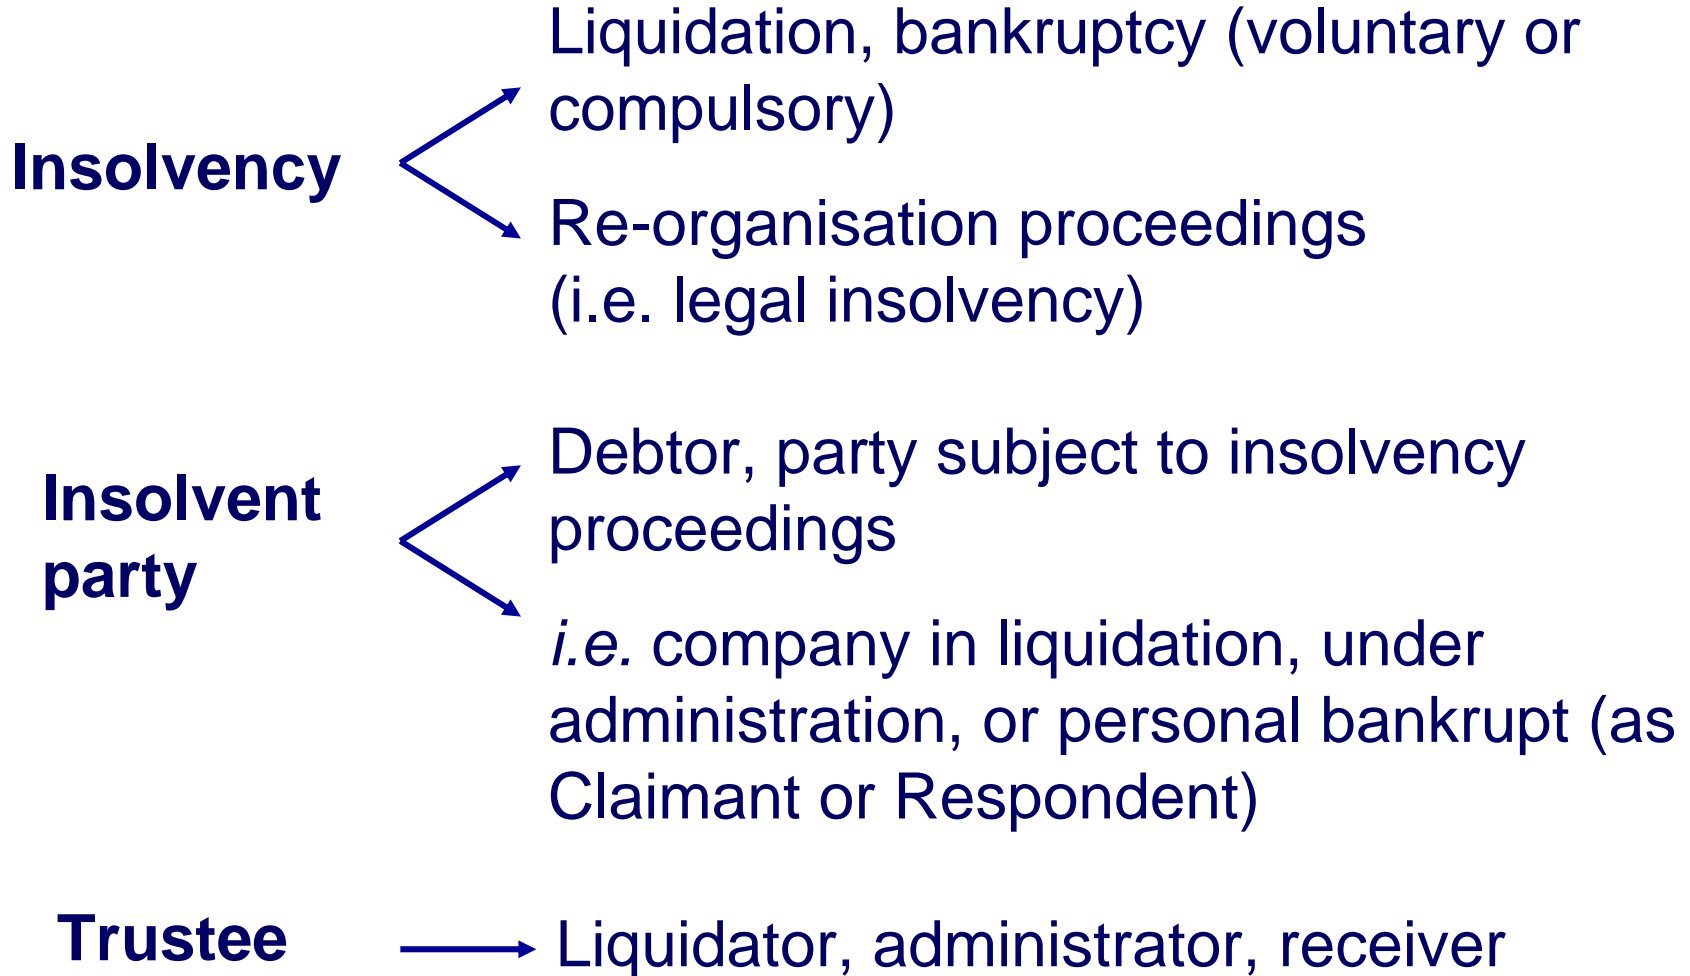 Insolvency
Liquidation, bankruptcy (voluntary or
compulsory)
Re-organisation proceedings
(i.e. legal insolvency)
Insolvent
party
Debtor, party subject to insolvency
proceedings
i.e. company in liquidation, under
administration, or personal bankrupt (as
Claimant or Respondent)
Trustee
Liquidator, administrator, receiver